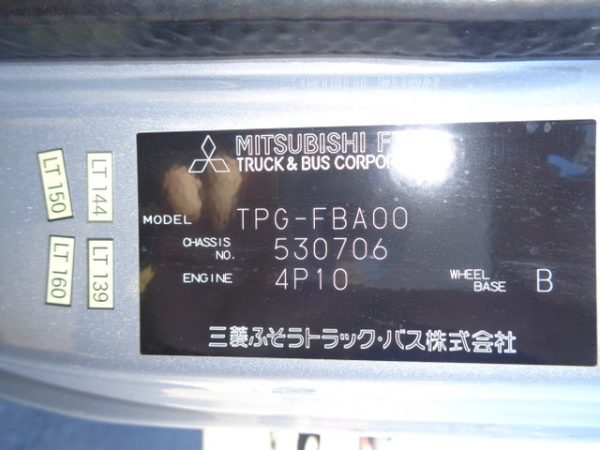 MITSUBISHI F
TRUCK & BUS CORPOR
MODEL TPG-FBA00
CHASSIS NO. 530706
ENGINE 4P10 WHEEL BASE B
三菱ふそうトラック・バス株式会社
LT 150
LT 144
LT 160
LT 139